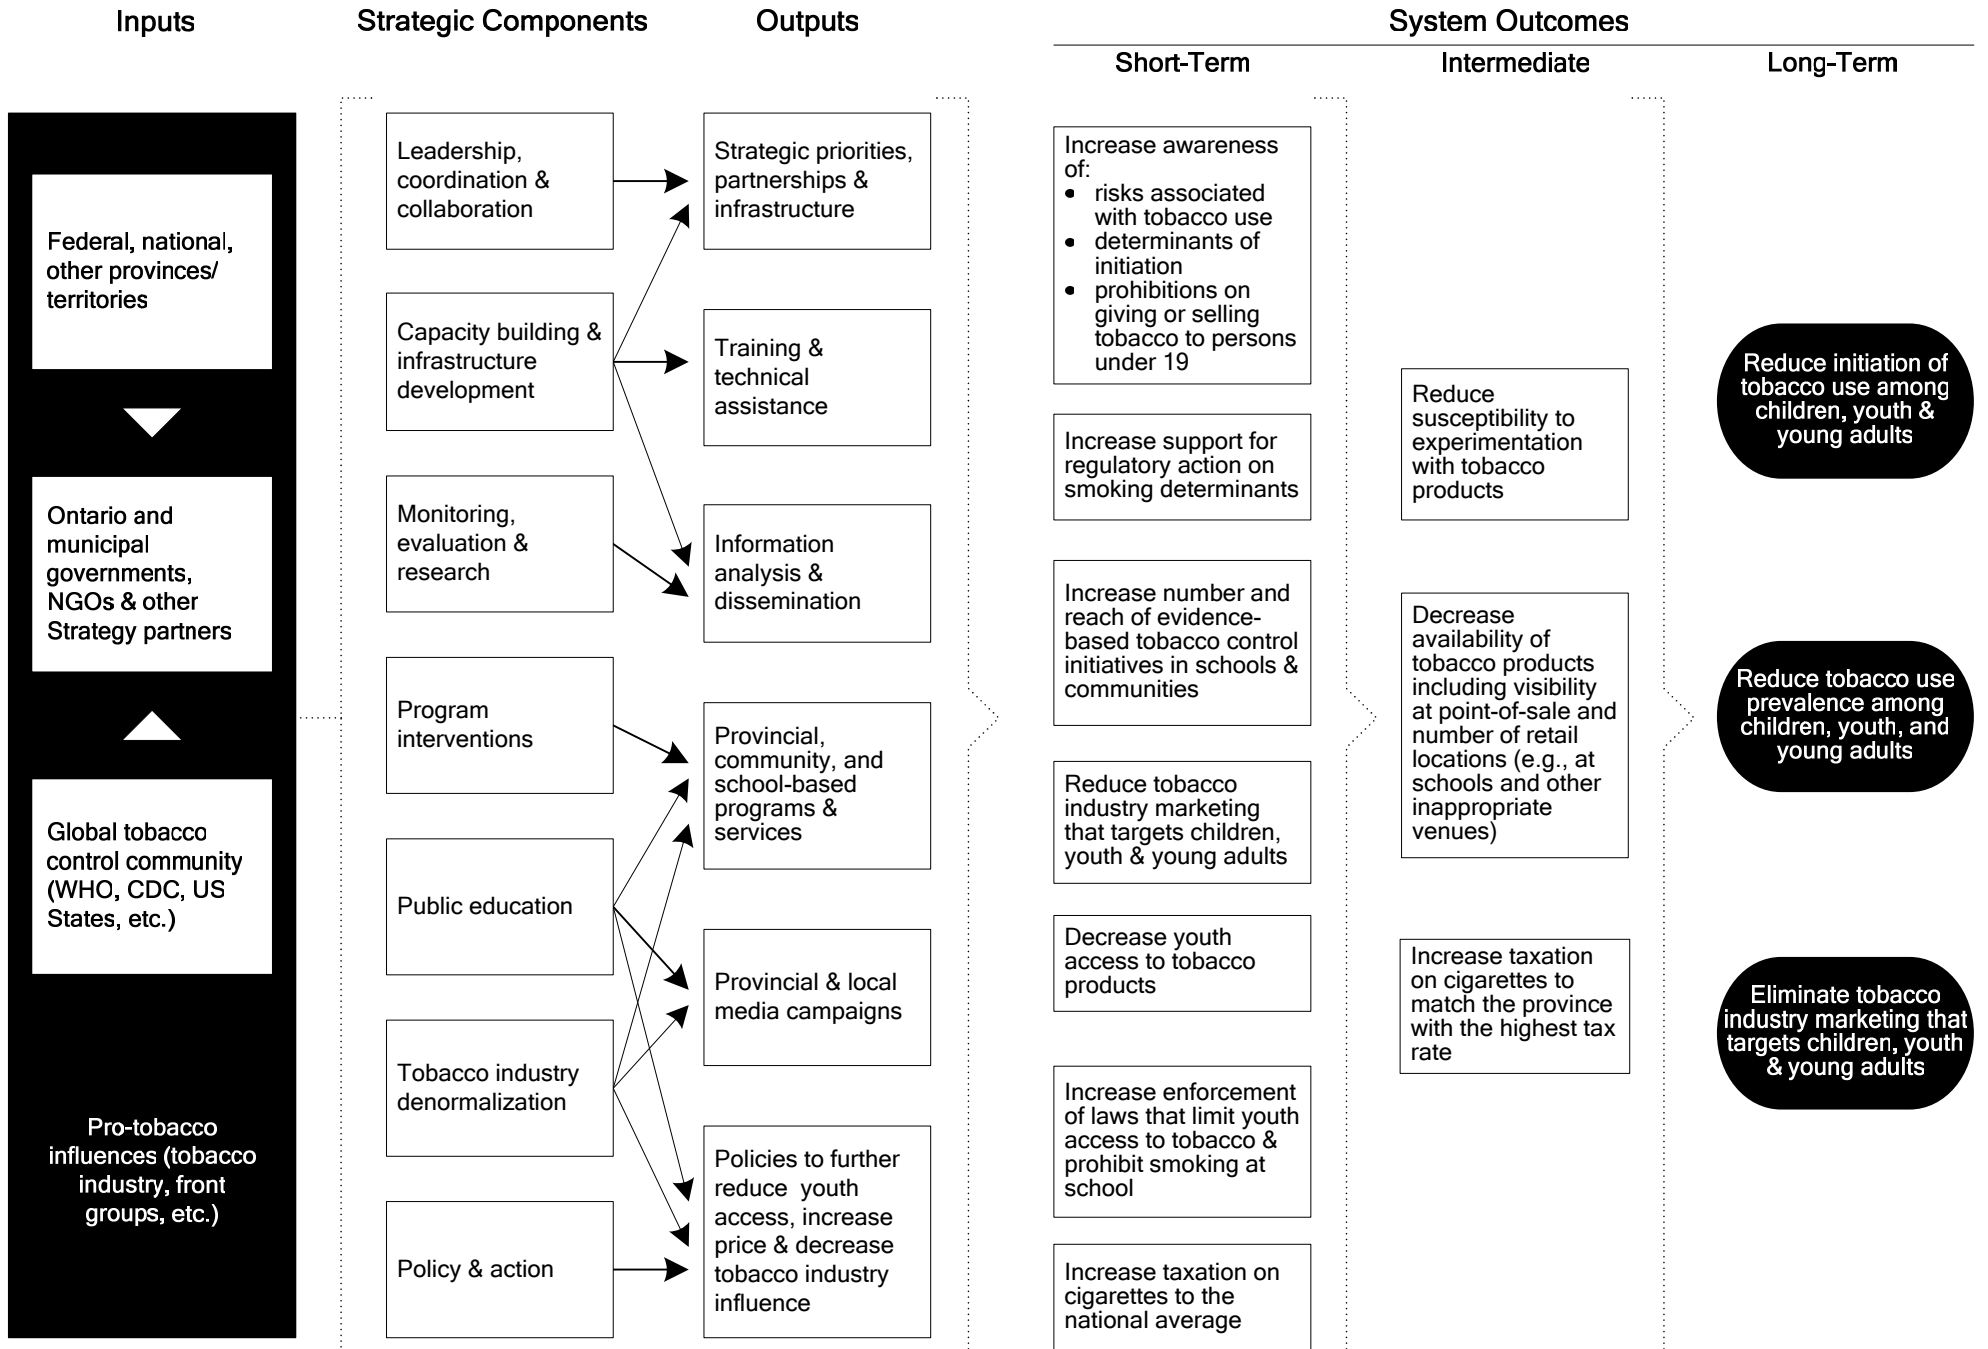 Inputs
Strategic Components
Outputs
System Outcomes
Short-Term
Intermediate
Long-Term
Federal, national,
other provinces/
territories
Ontario and
municipal
governments,
NGOs & other
Strategy partners
Global tobacco
control community
(WHO, CDC, US
States, etc.)
Pro-tobacco
influences (tobacco
industry, front
groups, etc.)
Leadership,
coordination &
collaboration
Capacity building &
infrastructure
development
Monitoring,
evaluation &
research
Program
interventions
Public education
Tobacco industry
denormalization
Policy & action
Strategic priorities,
partnerships &
infrastructure
Training &
technical
assistance
Information
analysis &
dissemination
Provincial,
community, and
school-based
programs &
services
Provincial & local
media campaigns
Policies to further
reduce  youth
access, increase
price & decrease
tobacco industry
influence
Increase awareness
of:
• risks associated
with tobacco use
• determinants of
initiation
• prohibitions on
giving or selling
tobacco to persons
under 19
Increase support for
regulatory action on
smoking determinants
Increase number and
reach of evidence-
based tobacco control
initiatives in schools &
communities
Reduce tobacco
industry marketing
that targets children,
youth & young adults
Decrease youth
access to tobacco
products
Increase enforcement
of laws that limit youth
access to tobacco &
prohibit smoking at
school
Increase taxation on
cigarettes to the
national average
Reduce
susceptibility to
experimentation
with tobacco
products
Decrease
availability of
tobacco products
including visibility
at point-of-sale and
number of retail
locations (e.g., at
schools and other
inappropriate
venues)
Increase taxation
on cigarettes to
match the province
with the highest tax
rate
Reduce initiation of
tobacco use among
children, youth &
young adults
Reduce tobacco use
prevalence among
children, youth, and
young adults
Eliminate tobacco
industry marketing that
targets children, youth
& young adults